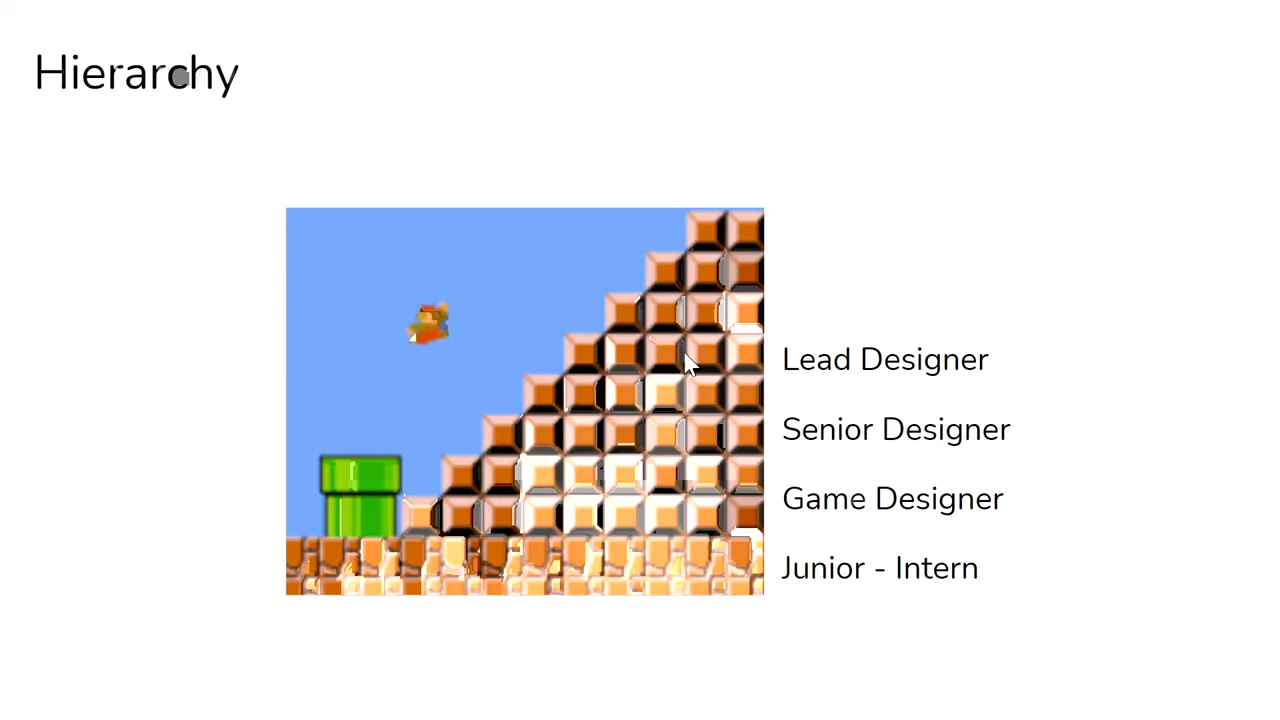 Hierarchy
Lead Designer
Senior Designer
Game Designer
Junior - Intern